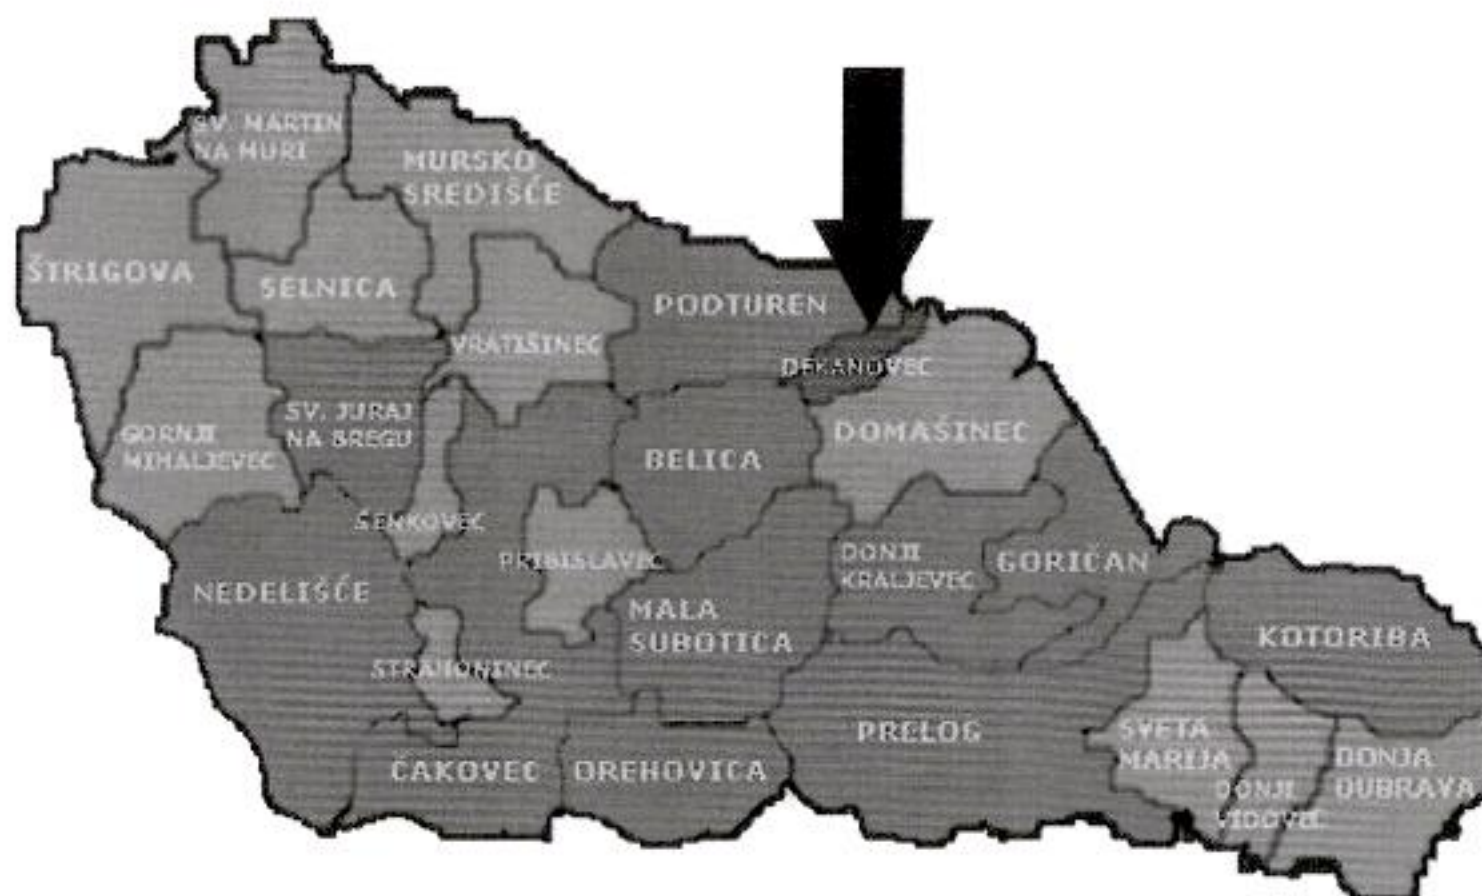 SV. MARTIN
NA MURI
MURSKO
SREDIŠĆE
ŠTRIGOVA
SELNICA
PODTUREN
VRATIŠINEC
DEKANOVEC
GORNJI
MIHALJEVEC
SV. JURAJ
NA BREGU
BELICA
DOMAŠINEC
ŠENKOVEC
PRIBISLAVEC
DONJI
KRALJEVEC
GORIČAN
NEDELIŠĆE
MALA
SUBOTICA
KOTORIBA
STRAHONINEC
PRELOG
SVETA
MARIJA
ČAKOVEC
OREHOVICA
DONJA
DUBRAVA
DONJI
VIDOVEC